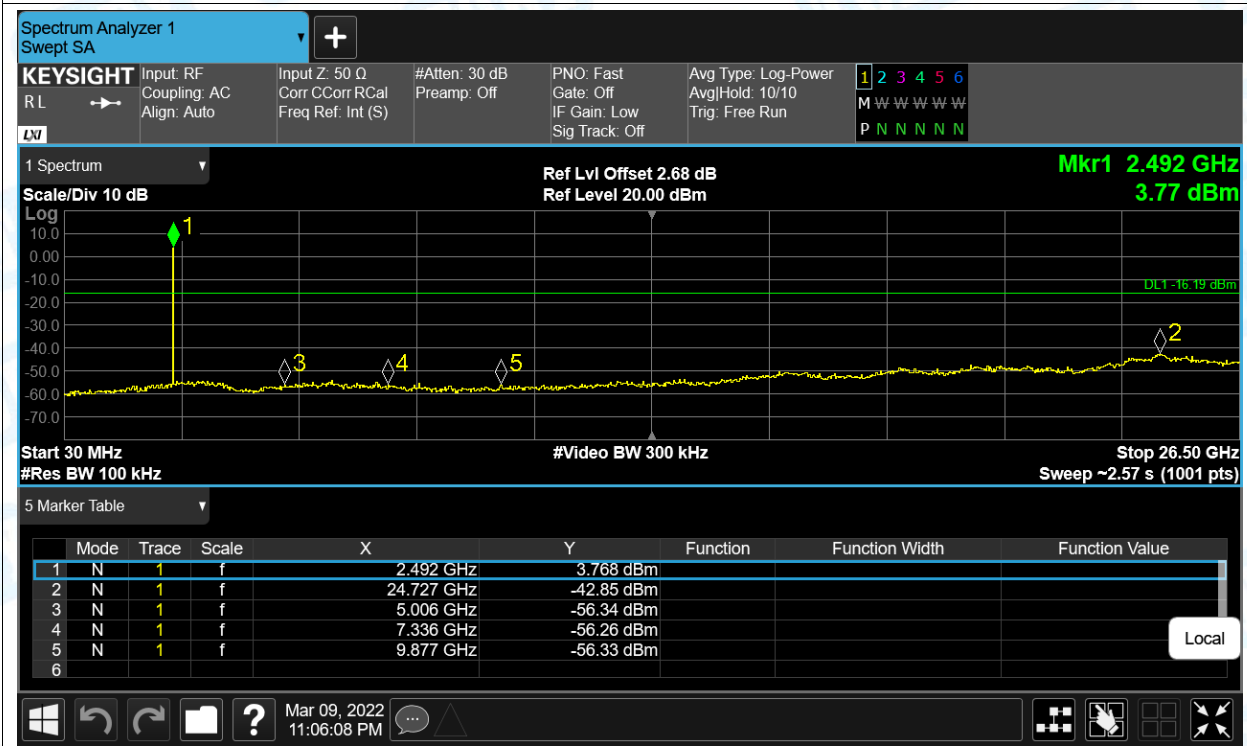 Spectrum Analyzer 1
Swept SA
KEYSIGHT Input: RF Input Z: 50 Ω #Atten: 30 dB PNO: Fast Avg Type: Log-Power 1 2 3 4 5 6
R L Coupling: AC Corr CCorr RCal Preamp: Off Gate: Off Avg|Hold: 10/10 M W W W W W
Align: Auto Freq Ref: Int (S) IF Gain: Low Trig: Free Run
LXI Sig Track: Off P N N N N N
1 Spectrum Ref Lvl Offset 2.68 dB Mkr1 2.492 GHz
Scale/Div 10 dB Ref Level 20.00 dBm 3.77 dBm
Log
10.0
0.00
-10.0
-20.0
-30.0
-40.0
-50.0
-60.0
-70.0
1
DL1 -16.19 dBm
2
3 4 5
Start 30 MHz #Video BW 300 kHz Stop 26.50 GHz
#Res BW 100 kHz Sweep ~2.57 s (1001 pts)
5 Marker Table
Mode Trace Scale X Y Function Function Width Function Value
1 N 1 f 2.492 GHz 3.768 dBm
2 N 1 f 24.727 GHz -42.85 dBm
3 N 1 f 5.006 GHz -56.34 dBm
4 N 1 f 7.336 GHz -56.26 dBm
5 N 1 f 9.877 GHz -56.33 dBm
6
Local
? Mar 09, 2022
11:06:08 PM